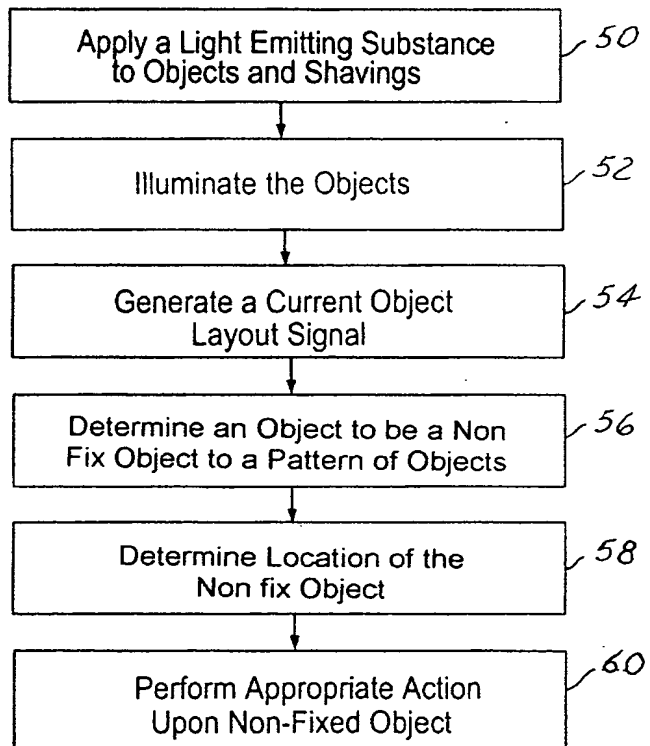 Apply a Light Emitting Substance
to Objects and Shavings
50
Illuminate the Objects
52
Generate a Current Object
Layout Signal
54
Determine an Object to be a Non
Fix Object to a Pattern of Objects
56
Determine Location of the
Non fix Object
58
Perform Appropriate Action
Upon Non-Fixed Object
60